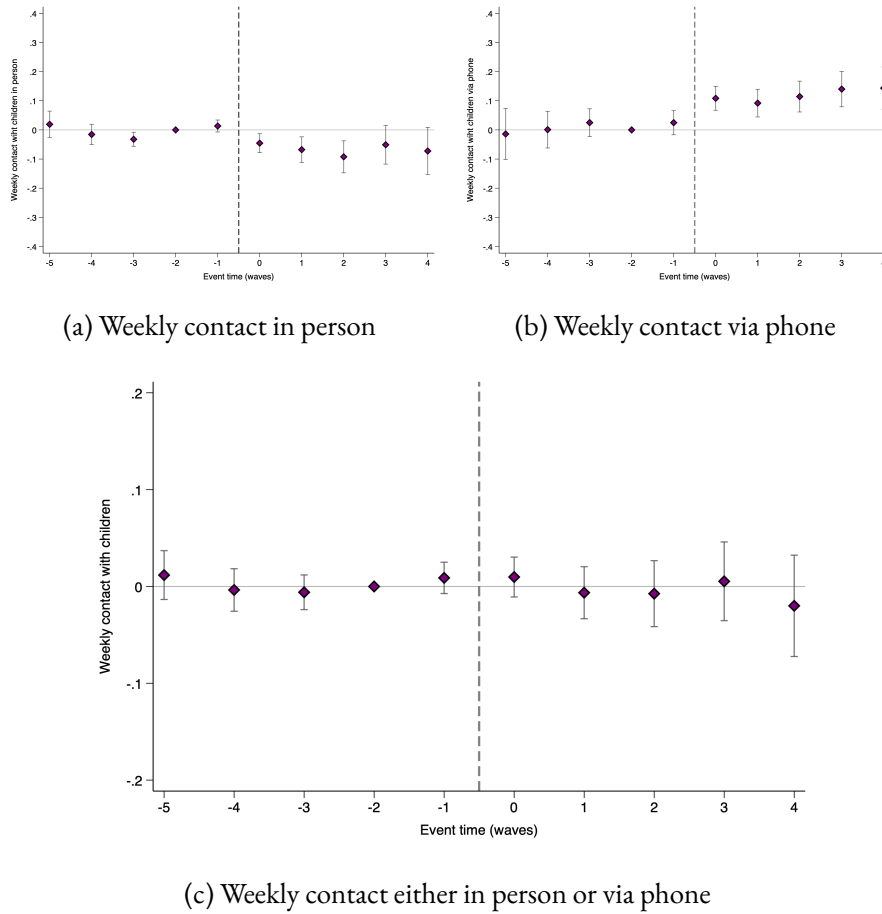 Weekly contact wiht children in person
.4
.3
.2
.1
0
-.1
-.2
-.3
-.4
-5 -4 -3 -2 -1 0 1 2 3 4
Event time (waves)
(a) Weekly contact in person
Weekly contact wiht children via phone
.4
.3
.2
.1
0
-.1
-.2
-.3
-.4
-5 -4 -3 -2 -1 0 1 2 3
Event time (waves)
(b) Weekly contact via phone
Weekly contact with children
.2
.1
0
-.1
-.2
-5 -4 -3 -2 -1 0 1 2 3 4
Event time (waves)
(c) Weekly contact either in person or via phone